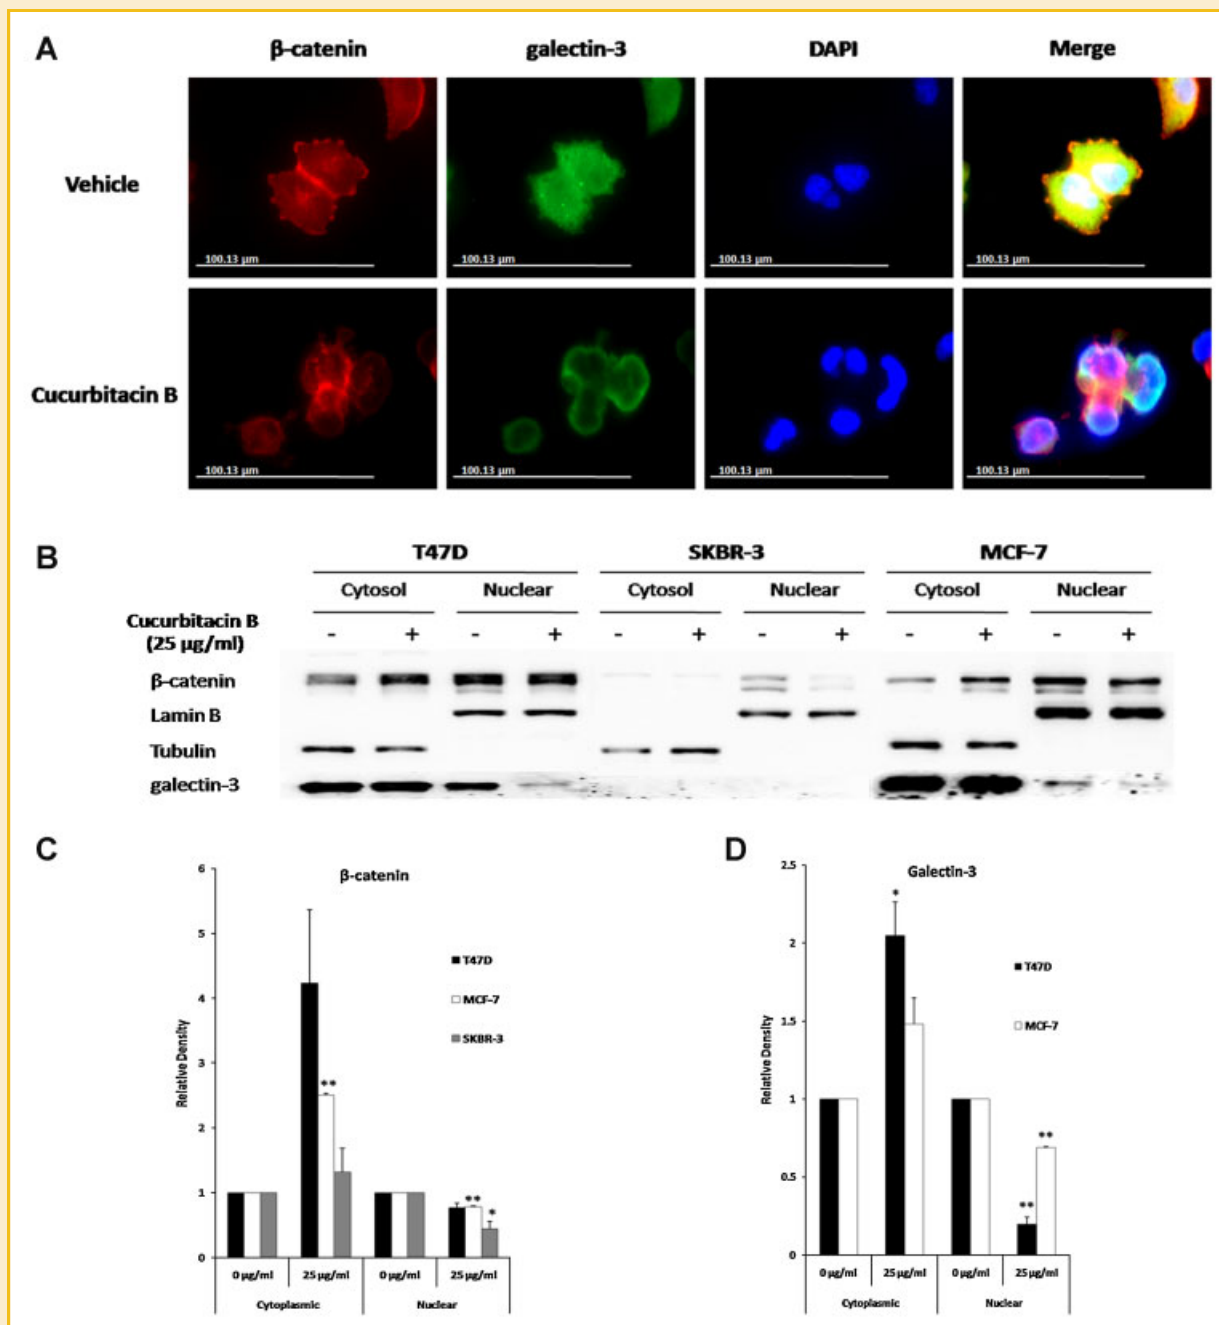 A
β-catenin galectin-3 DAPI Merge
Vehicle
100.13 µm 100.13 µm 100.13 µm 100.13 µm
Cucurbitacin B
100.13 µm 100.13 µm 100.13 µm 100.13 µm
B
T47D SKBR-3 MCF-7
Cytosol Nuclear Cytosol Nuclear Cytosol Nuclear
Cucurbitacin B
(25 µg/ml)
- + - + - + - + - + - +
β-catenin
Lamin B
Tubulin
galectin-3
C
β-catenin
6
5
4
3
2
1
0
Relative Density
T47D
MCF-7
SKBR-3
**
** *
0 µg/ml 25 µg/ml 0 µg/ml 25 µg/ml
Cytoplasmic Nuclear
D
Galectin-3
2.5
2
1.5
1
0.5
0
Relative Density
T47D
MCF-7
*
**
**
0 µg/ml 25 µg/ml 0 µg/ml 25 µg/ml
Cytoplasmic Nuclear